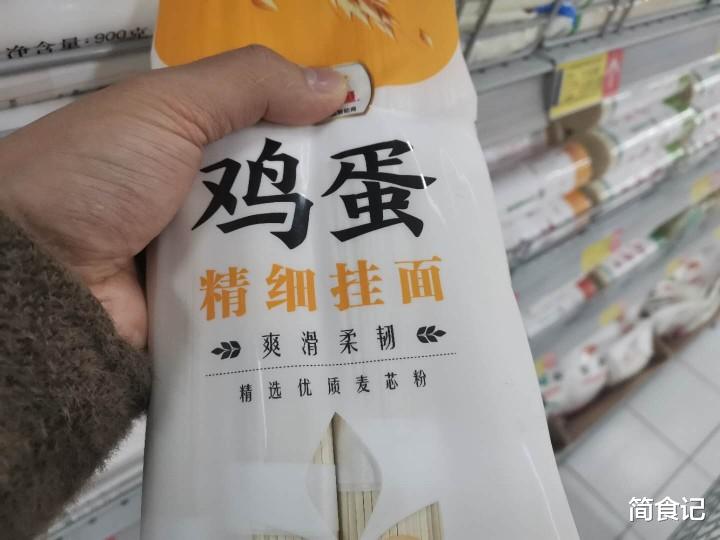 净含量:900克
鸡蛋
精细挂面
爽滑柔韧
精选优质麦芯粉
简食记